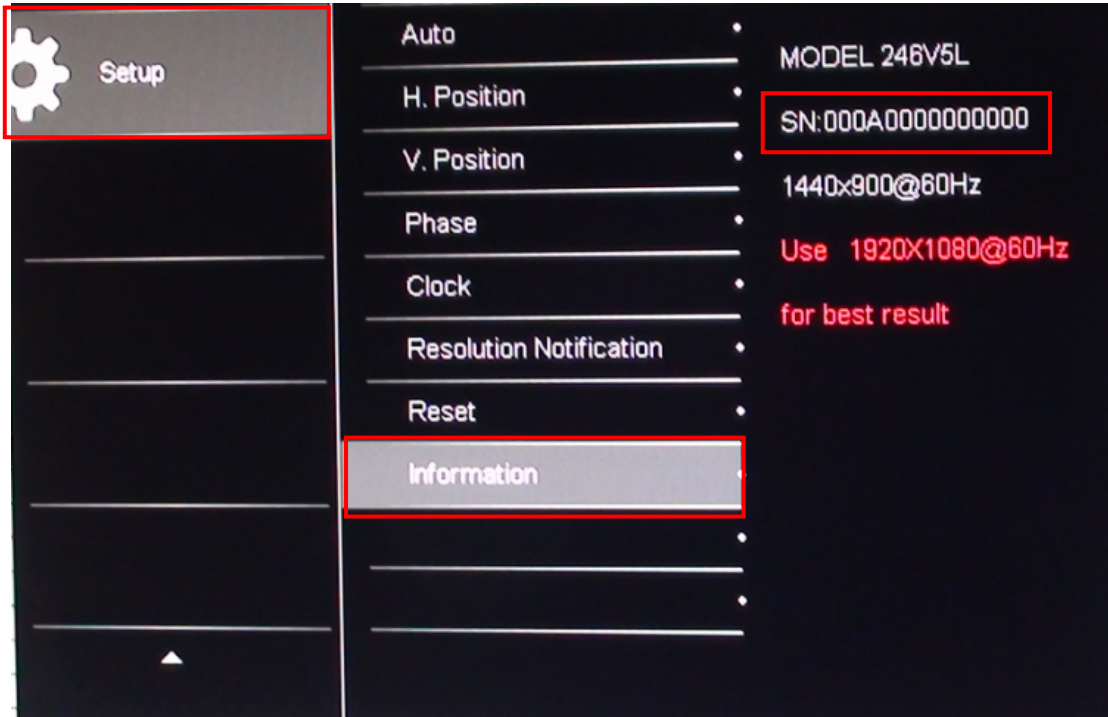 Setup
Auto
H. Position
V. Position
Phase
Clock
Resolution Notification
Reset
Information
MODEL 246V5L
SN:000A0000000000
1440x900@60Hz
Use 1920X1080@60Hz
for best result